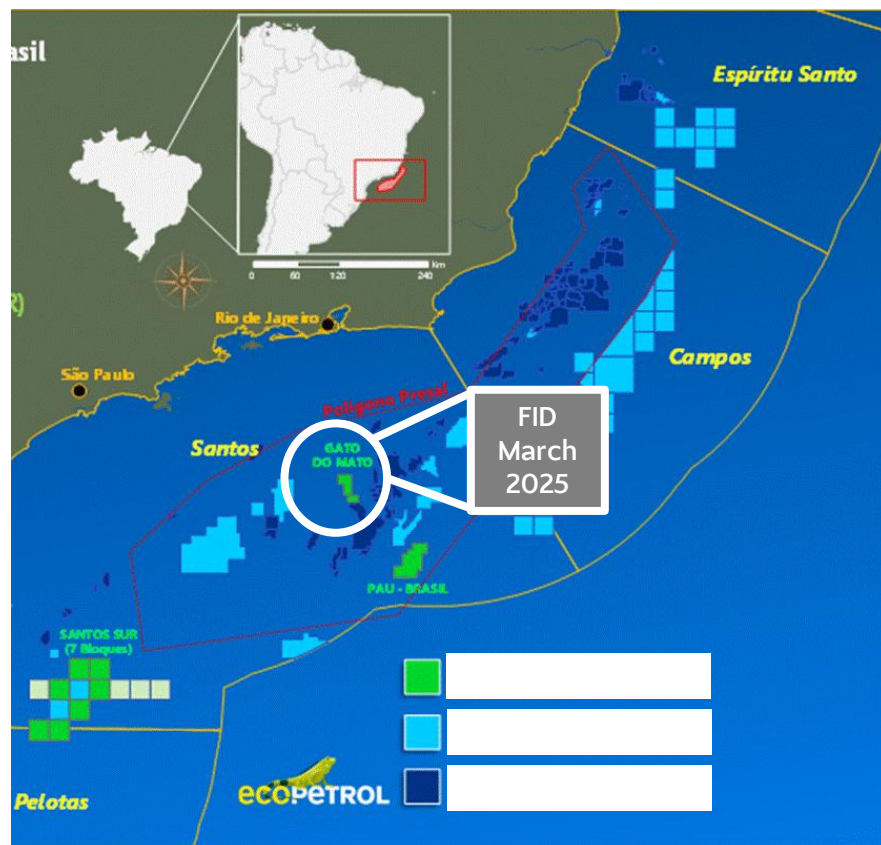 asil
Espíritu Santo
km
0 60 120 240
R)
Rio de Janeiro
Campos
São Paulo
Polígono Presal
FID
March
2025
Santos
GATO
DO MATO
PAU - BRASIL
SANTOS SUR
(7 Bloques)
ecopetrol
Pelotas